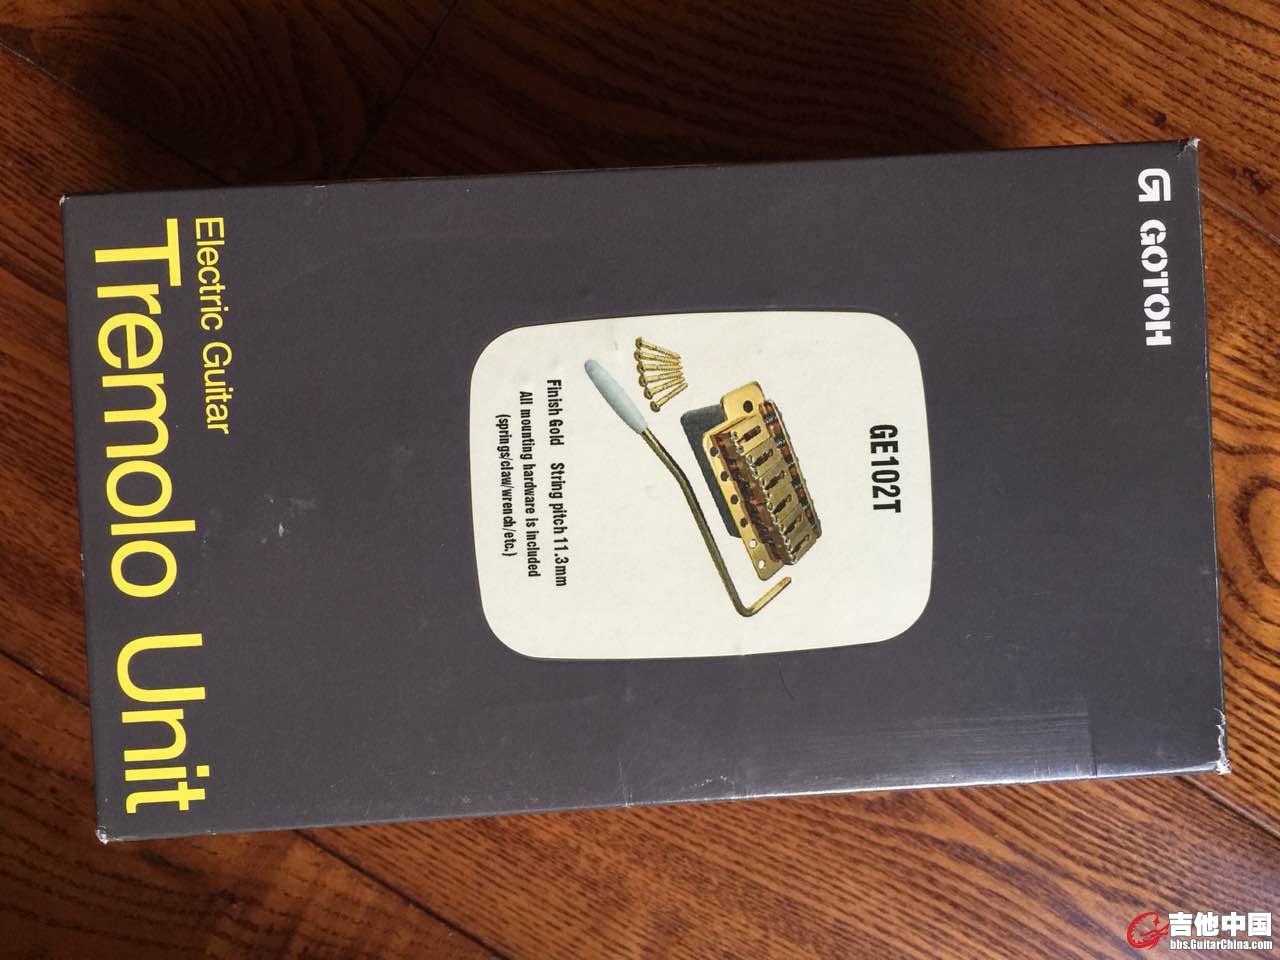 GOTOH
GE102T
Finish Gold String pitch 11.3mm
All mounting hardware is included
(springs/claw/wrench/etc.)
Electric Guitar
Tremolo Unit
吉他中国
bbs.GuitarChina.com